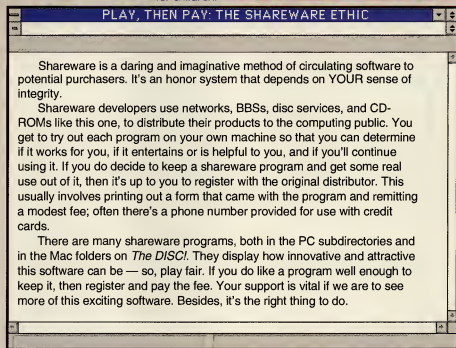 PLAY, THEN PAY: THE SHAREWARE ETHIC
Shareware is a daring and imaginative method of circulating software to
potential purchasers. It's an honor system that depends on YOUR sense of
integrity.
Shareware developers use networks, BBSs, disc services, and CD-
ROMs like this one, to distribute their products to the computing public. You
get to try out each program on your own machine so that you can determine
if it works for you, if it entertains or is helpful to you, and if you'll continue
using it. If you do decide to keep a shareware program and get some real
use out of it, then it's up to you to register with the original distributor. This
usually involves printing out a form that came with the program and remitting
a modest fee; often there's a phone number provided for use with credit
cards.
There are many shareware programs, both in the PC subdirectories and
in the Mac folders on The DISC!. They display how innovative and attractive
this software can be — so, play fair. If you do like a program well enough to
keep it, then register and pay the fee. Your support is vital if we are to see
more of this exciting software. Besides, it's the right thing to do.